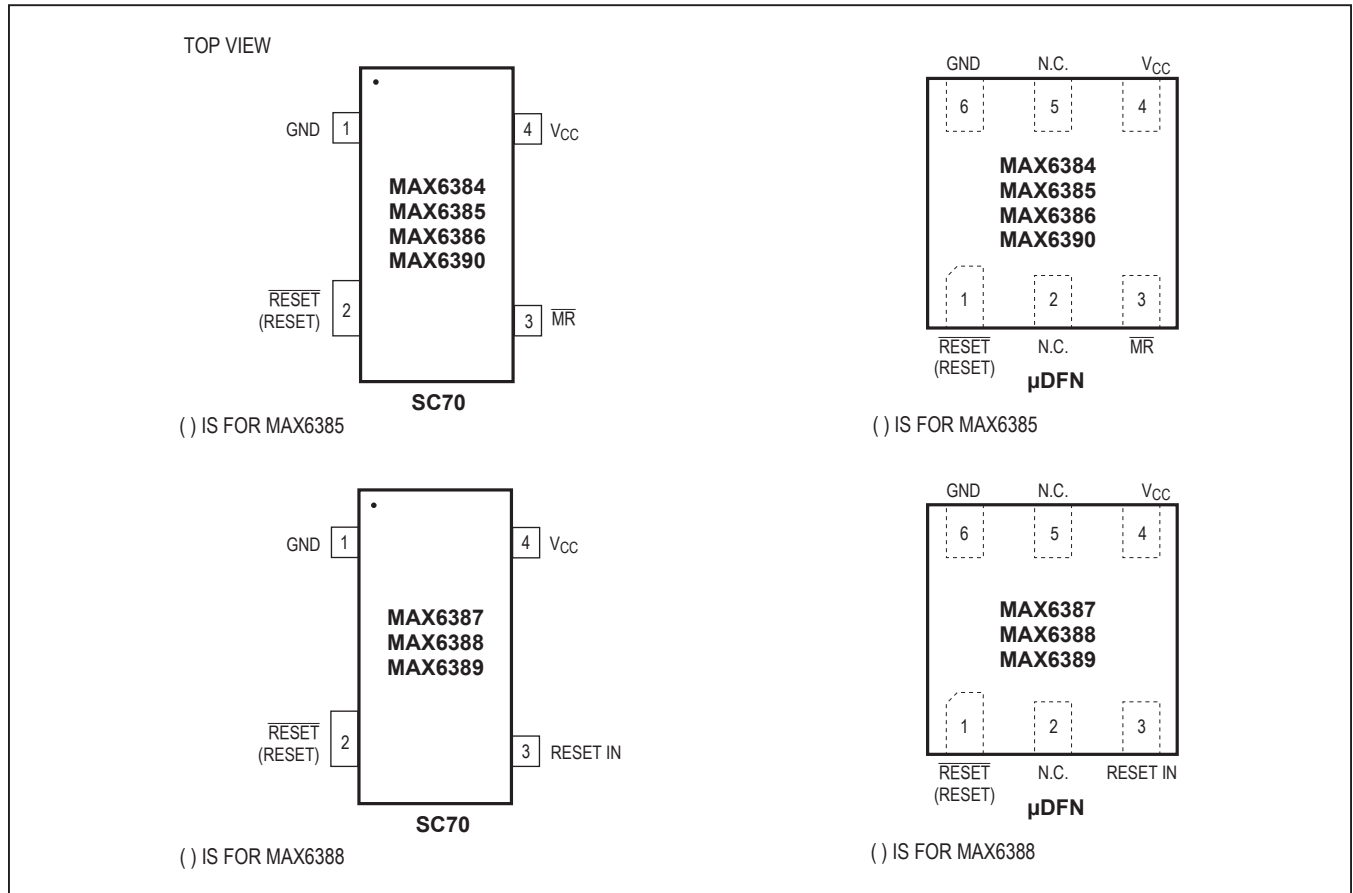 TOP VIEW
GND 1
4 VCC
MAX6384
MAX6385
MAX6386
MAX6390
RESET
(RESET)
2
3 MR
SC70
( ) IS FOR MAX6385
GND N.C. VCC
6 5 4
MAX6384
MAX6385
MAX6386
MAX6390
1 2 3
RESET N.C. MR
(RESET)
µDFN
( ) IS FOR MAX6385
GND 1
4 VCC
MAX6387
MAX6388
MAX6389
RESET
(RESET)
2
3 RESET IN
SC70
( ) IS FOR MAX6388
GND N.C. VCC
6 5 4
MAX6387
MAX6388
MAX6389
1 2 3
RESET N.C. RESET IN
(RESET)
µDFN
( ) IS FOR MAX6388